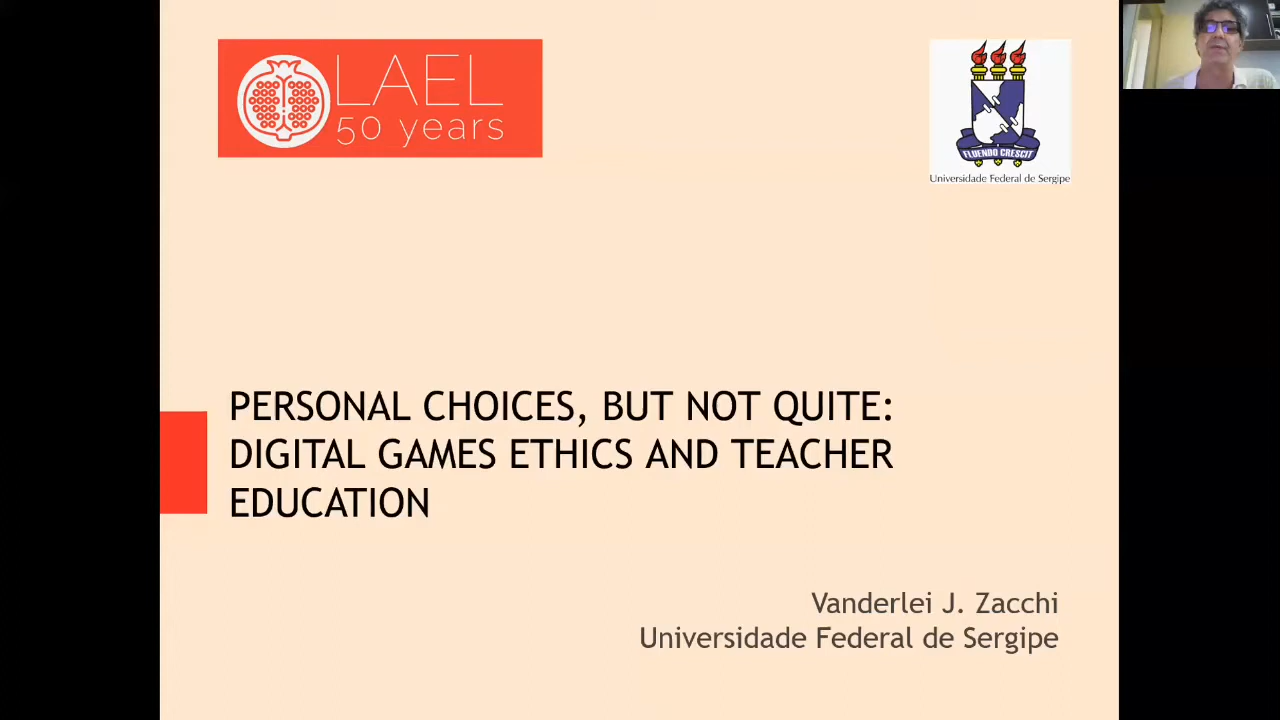 LAEL
50 years
FLUENDO CRESCIT
Universidade Federal de Sergipe
PERSONAL CHOICES, BUT NOT QUITE:
DIGITAL GAMES ETHICS AND TEACHER
EDUCATION
Vanderlei J. Zacchi
Universidade Federal de Sergipe